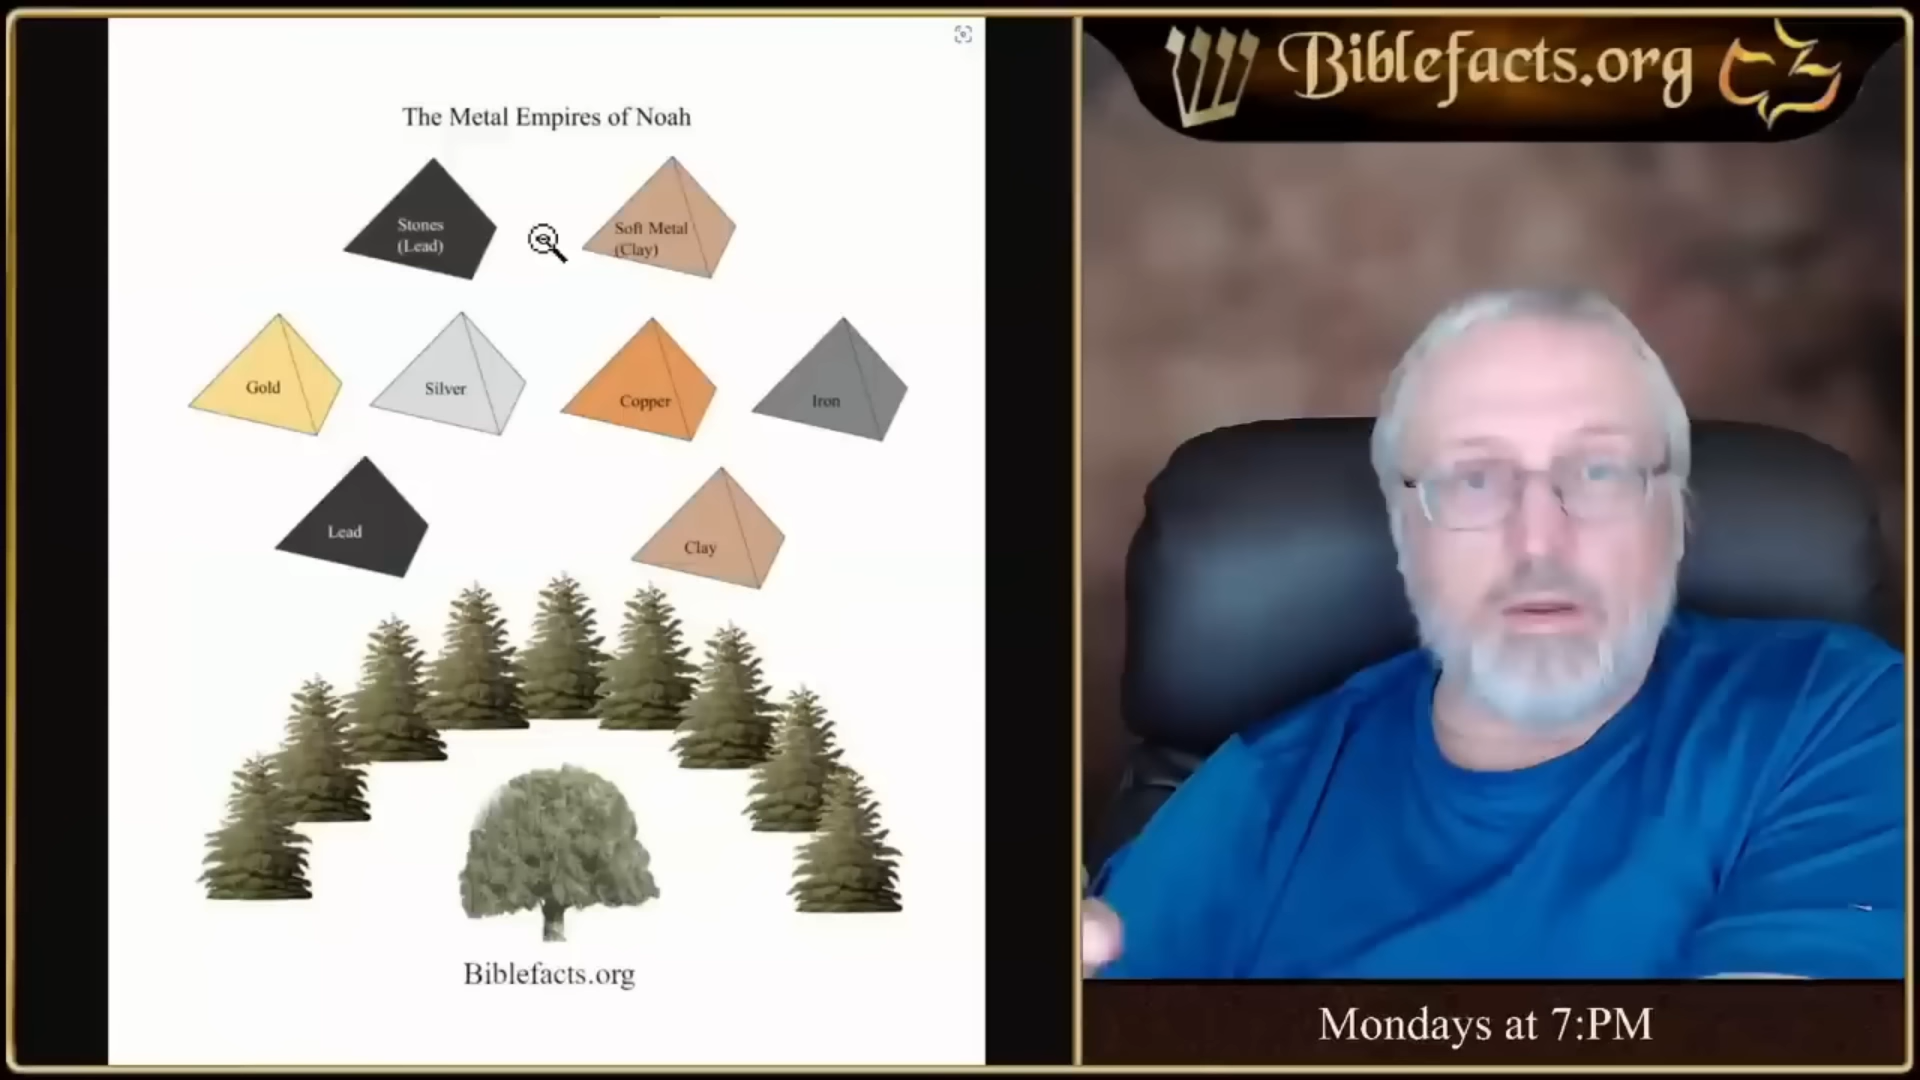 The Metal Empires of Noah
Stones
(Lead)
Soft Metal
(Clay)
Gold
Silver
Copper
Iron
Lead
Clay
Biblefacts.org
ש Biblefacts.org
Mondays at 7:PM